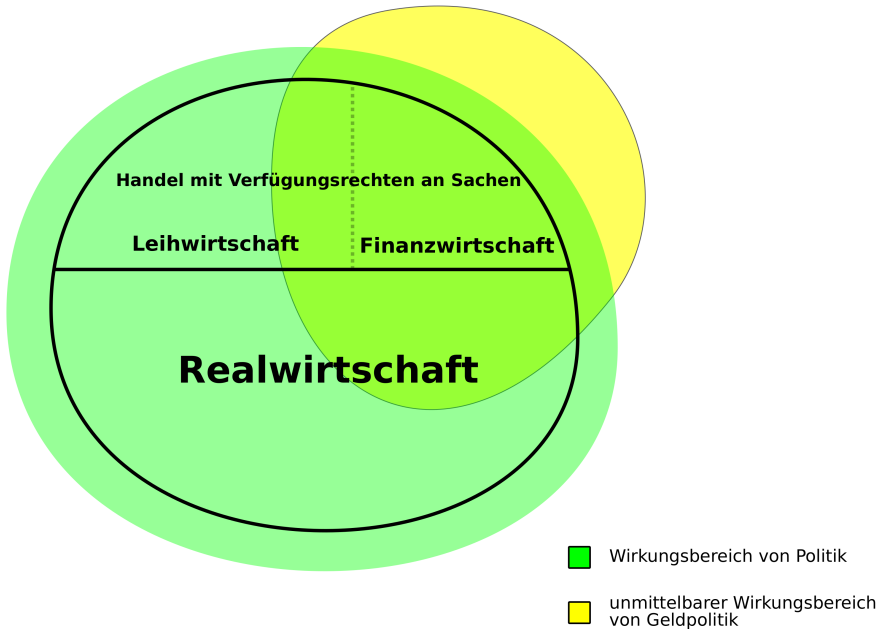 Handel mit Verfügungsrechten an Sachen
Leihwirtschaft
Finanzwirtschaft
Realwirtschaft
Wirkungsbereich von Politik
unmittelbarer Wirkungsbereich
von Geldpolitik